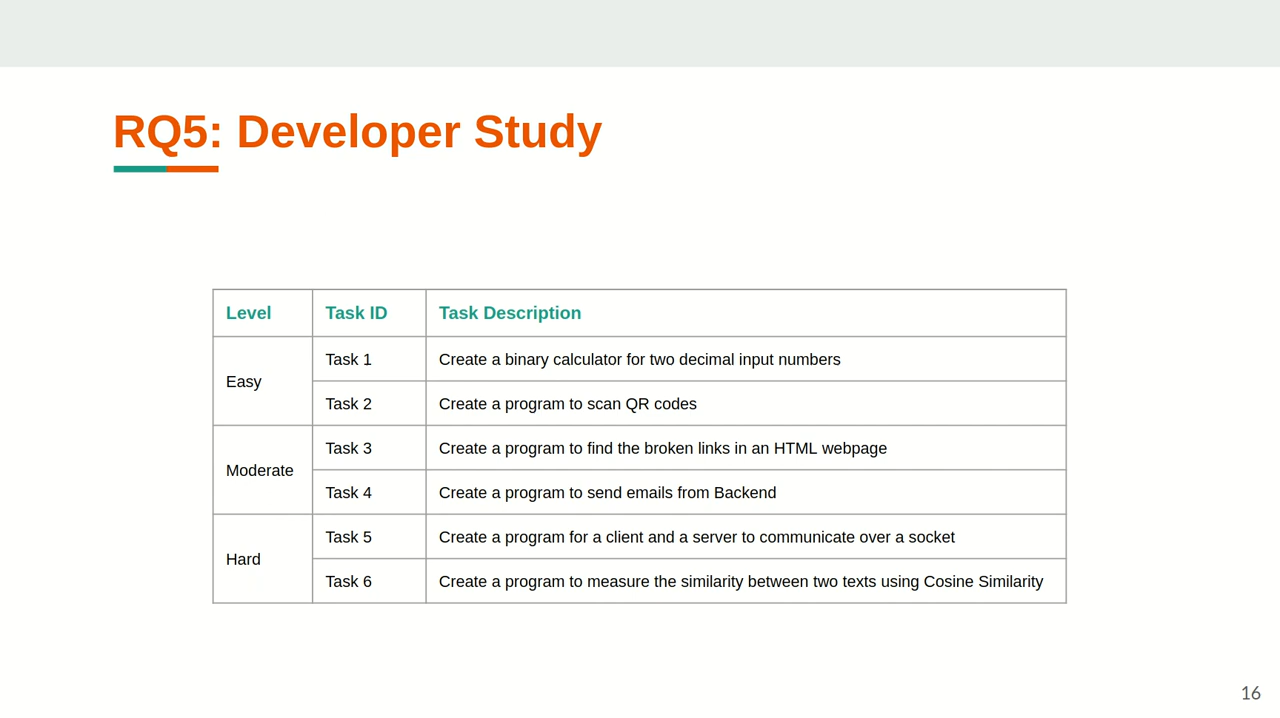 RQ5: Developer Study
Level Task ID Task Description
Easy
Task 1 Create a binary calculator for two decimal input numbers
Task 2 Create a program to scan QR codes
Moderate
Task 3 Create a program to find the broken links in an HTML webpage
Task 4 Create a program to send emails from Backend
Hard
Task 5 Create a program for a client and a server to communicate over a socket
Task 6 Create a program to measure the similarity between two texts using Cosine Similarity
16